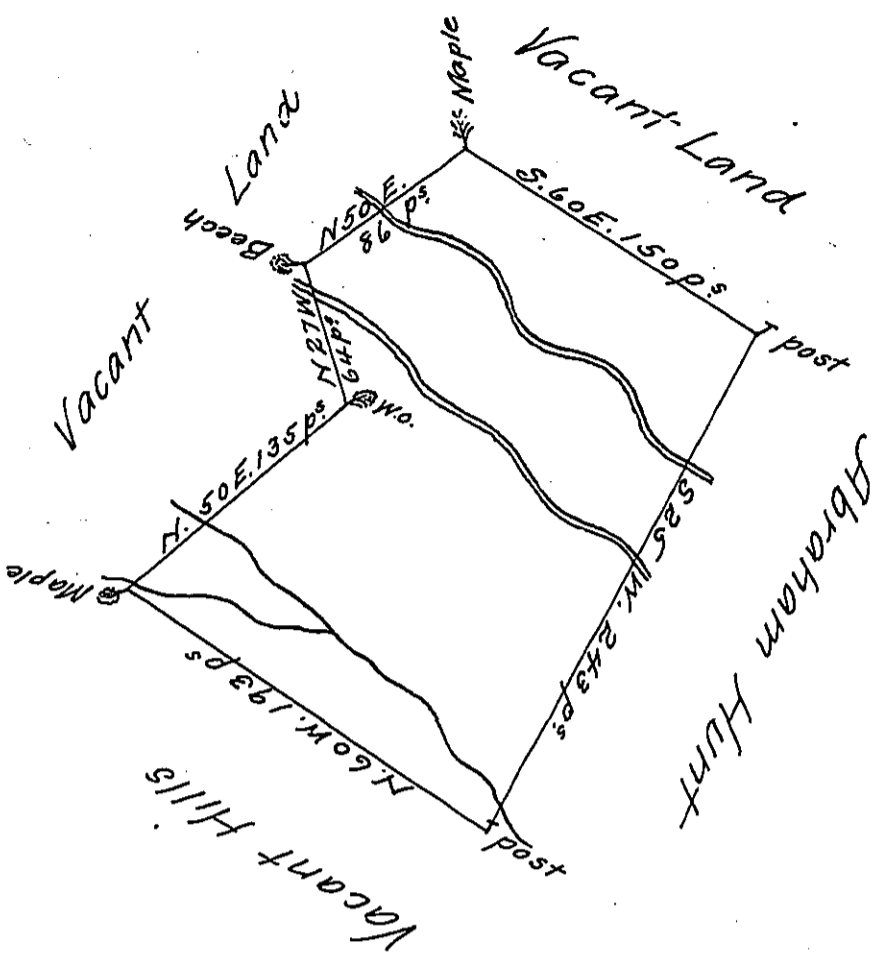 Maple
Vacant Land
S. 60 E. 150 ps
post
Abraham Hunt
S 25 W. 243 ps.
post
Vacant Hills
N. 60 W. 193 ps
Maple
N. 50 E. 135 ps.
W.O.
N 27 W
64 ps.
Beech
N 50 E.
86 ps.
Vacant Land